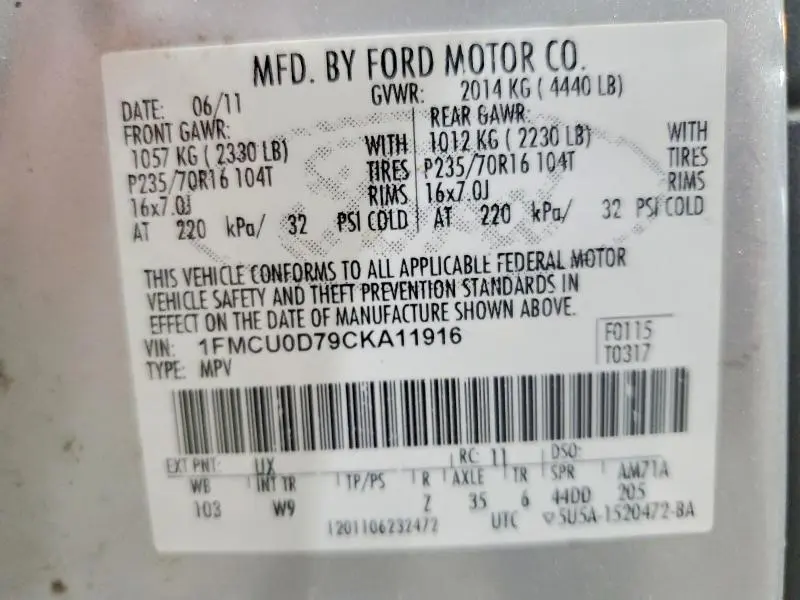 MFD. BY FORD MOTOR CO.
DATE: 06/11 GVWR: 2014 KG ( 4440 LB)
FRONT GAWR: REAR GAWR:
1057 KG ( 2330 LB) WITH 1012 KG ( 2230 LB) WITH
P235/70R16 104T TIRES P235/70R16 104T TIRES
16x7.0J RIMS 16x7.0J RIMS
AT 220 kPa/ 32 PSI COLD AT 220 kPa/ 32 PSI COLD
THIS VEHICLE CONFORMS TO ALL APPLICABLE FEDERAL MOTOR
VEHICLE SAFETY AND THEFT PREVENTION STANDARDS IN
EFFECT ON THE DATE OF MANUFACTURE SHOWN ABOVE.
VIN: 1FMCU0D79CKA11916 F0115
TYPE: MPV T0317
EXT PNT: UX RC: 11 DSO:
WB INT TR TP/PS R AXLE TR SPR AM71A
103 W9 Z 35 6 44DD 205
1201106232472 UTC 5U5A-1520472-BA